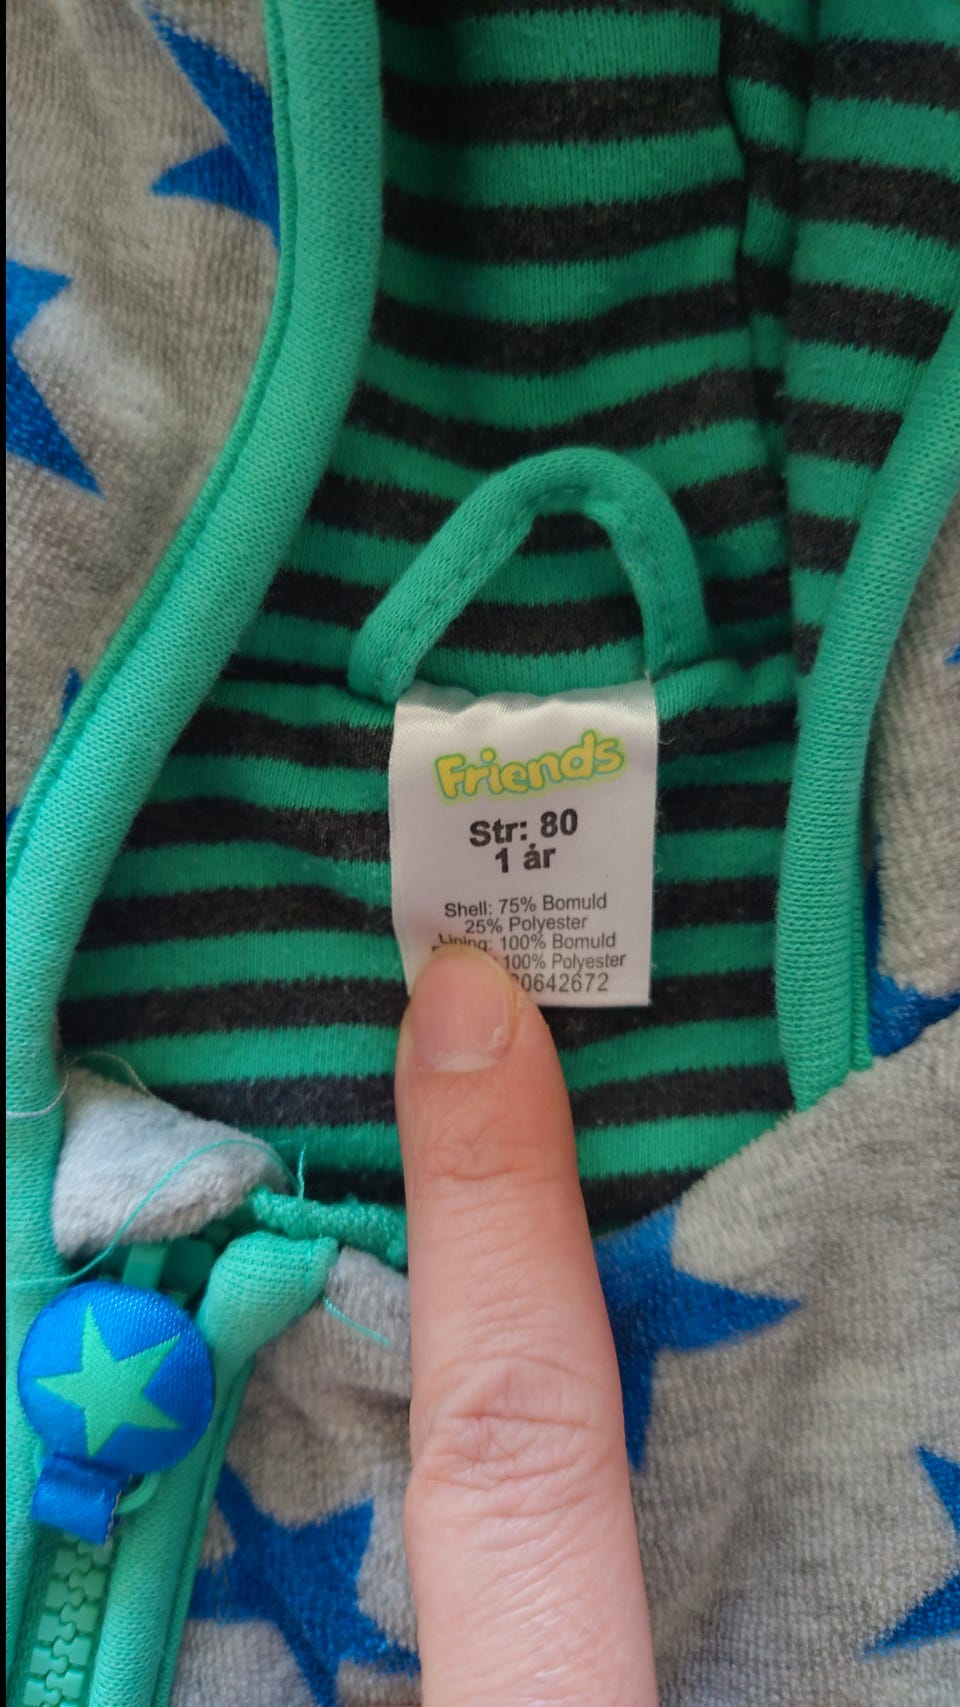 Friends
Str: 80
1 år
Shell: 75% Bomuld
25% Polyester
Lining: 100% Bomuld
100% Polyester
0642672